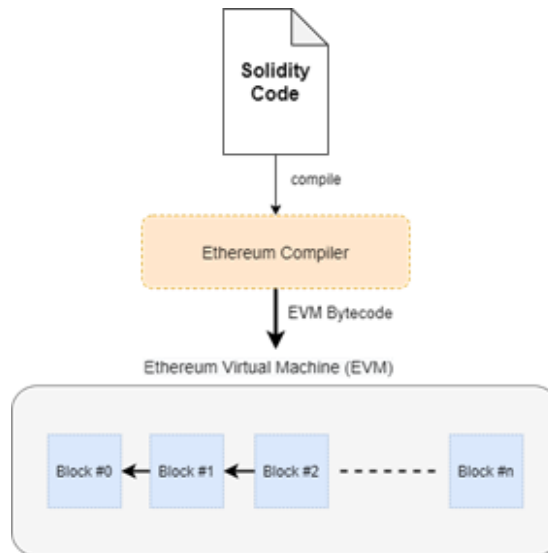 Solidity
Code
compile
Ethereum Compiler
EVM Bytecode
Ethereum Virtual Machine (EVM)
Block #0
Block #1
Block #2
Block #n